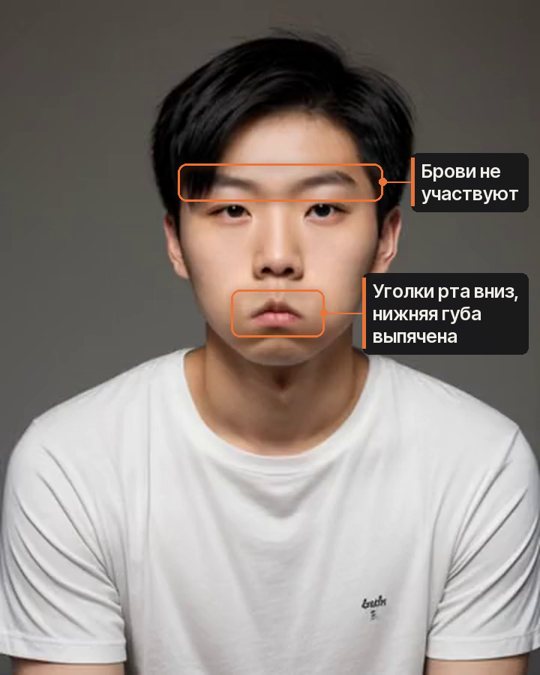 Брови не
участвуют
Уголки рта вниз,
нижняя губа
выпячена